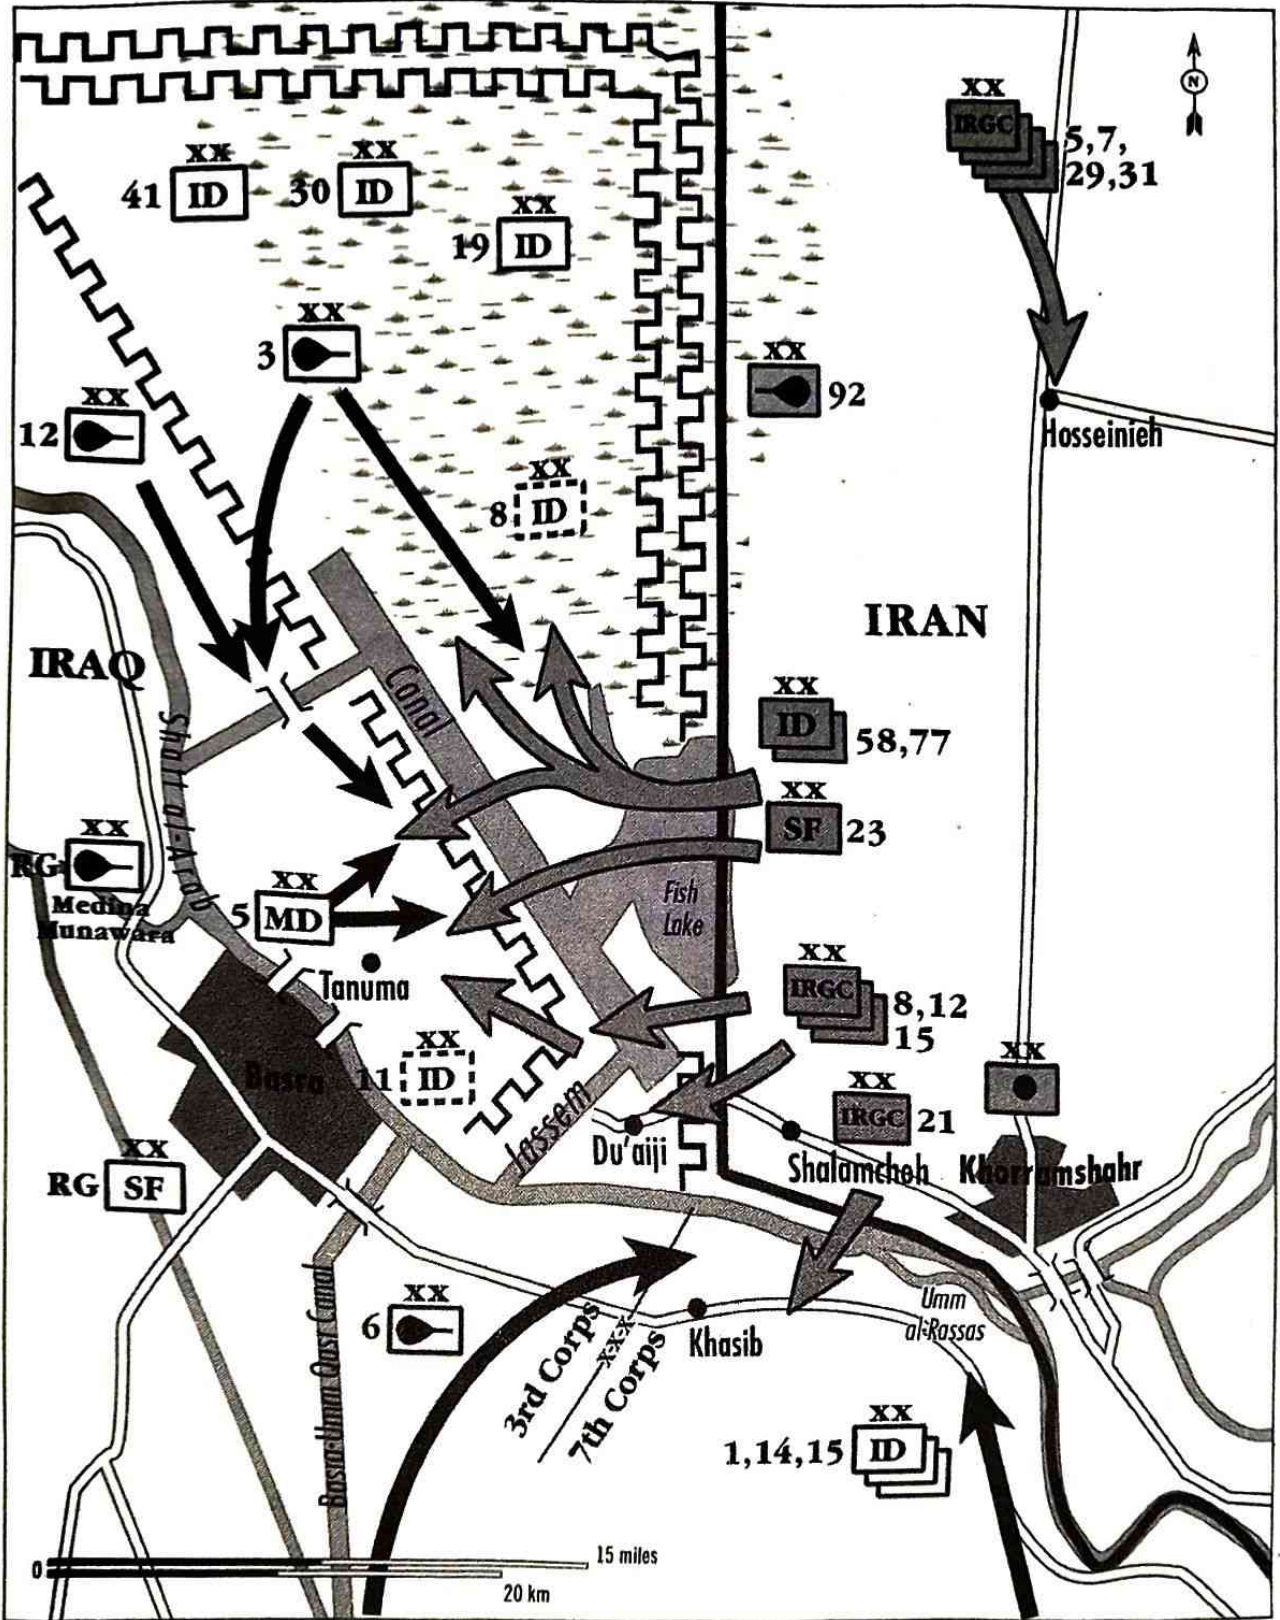 N
XX
IRGC
5,7,
29,31
XX
41 ID
XX
30 ID
XX
19 ID
XX
3
XX
92
XX
12
Hosseinieh
XX
8 ID
IRAN
IRAQ
Canal
XX
ID
58,77
XX
SF 23
Shatt al-Arab
XX
RG
Medina
Munawara
XX
5 MD
Fish
Lake
Tanuma
XX
IRGC
8,12
15
XX
11 ID
Basra
Jassem
XX
XX
IRGC 21
Du'aiji
Shalamcheh
Khorramshahr
XX
RG SF
XX
6
Umm
al-Rassas
Khasib
3rd Corps
x-x-x
7th Corps
Basra-Umm Qasr Canal
XX
1,14,15 ID
0
15 miles
20 km